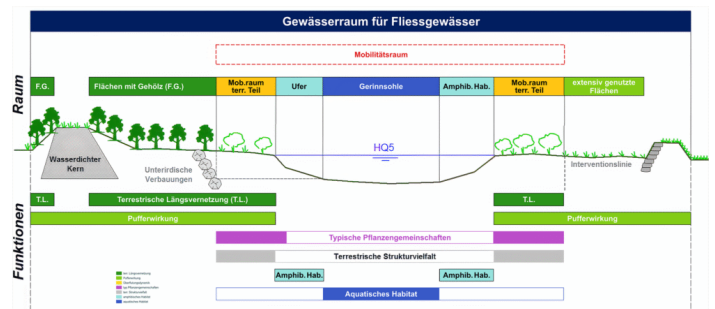 Gewässerraum für Fliessgewässer
Mobilitätsraum
Raum
F.G.
Flächen mit Gehölz (F.G.)
Mob.raum
terr. Teil
Ufer
Gerinnsohle
Amphib. Hab.
Mob.raum
terr. Teil
extensiv genutzte
Flächen
HQ5
Wasserdichter
Kern
Unterirdische
Verbauungen
Interventionslinie
Funktionen
T.L.
Terrestrische Längsvernetzung (T.L.)
T.L.
Pufferwirkung
Pufferwirkung
Typische Pflanzengemeinschaften
Terrestrische Strukturvielfalt
Amphib. Hab.
Amphib. Hab.
Aquatisches Habitat
Pufferwirkung